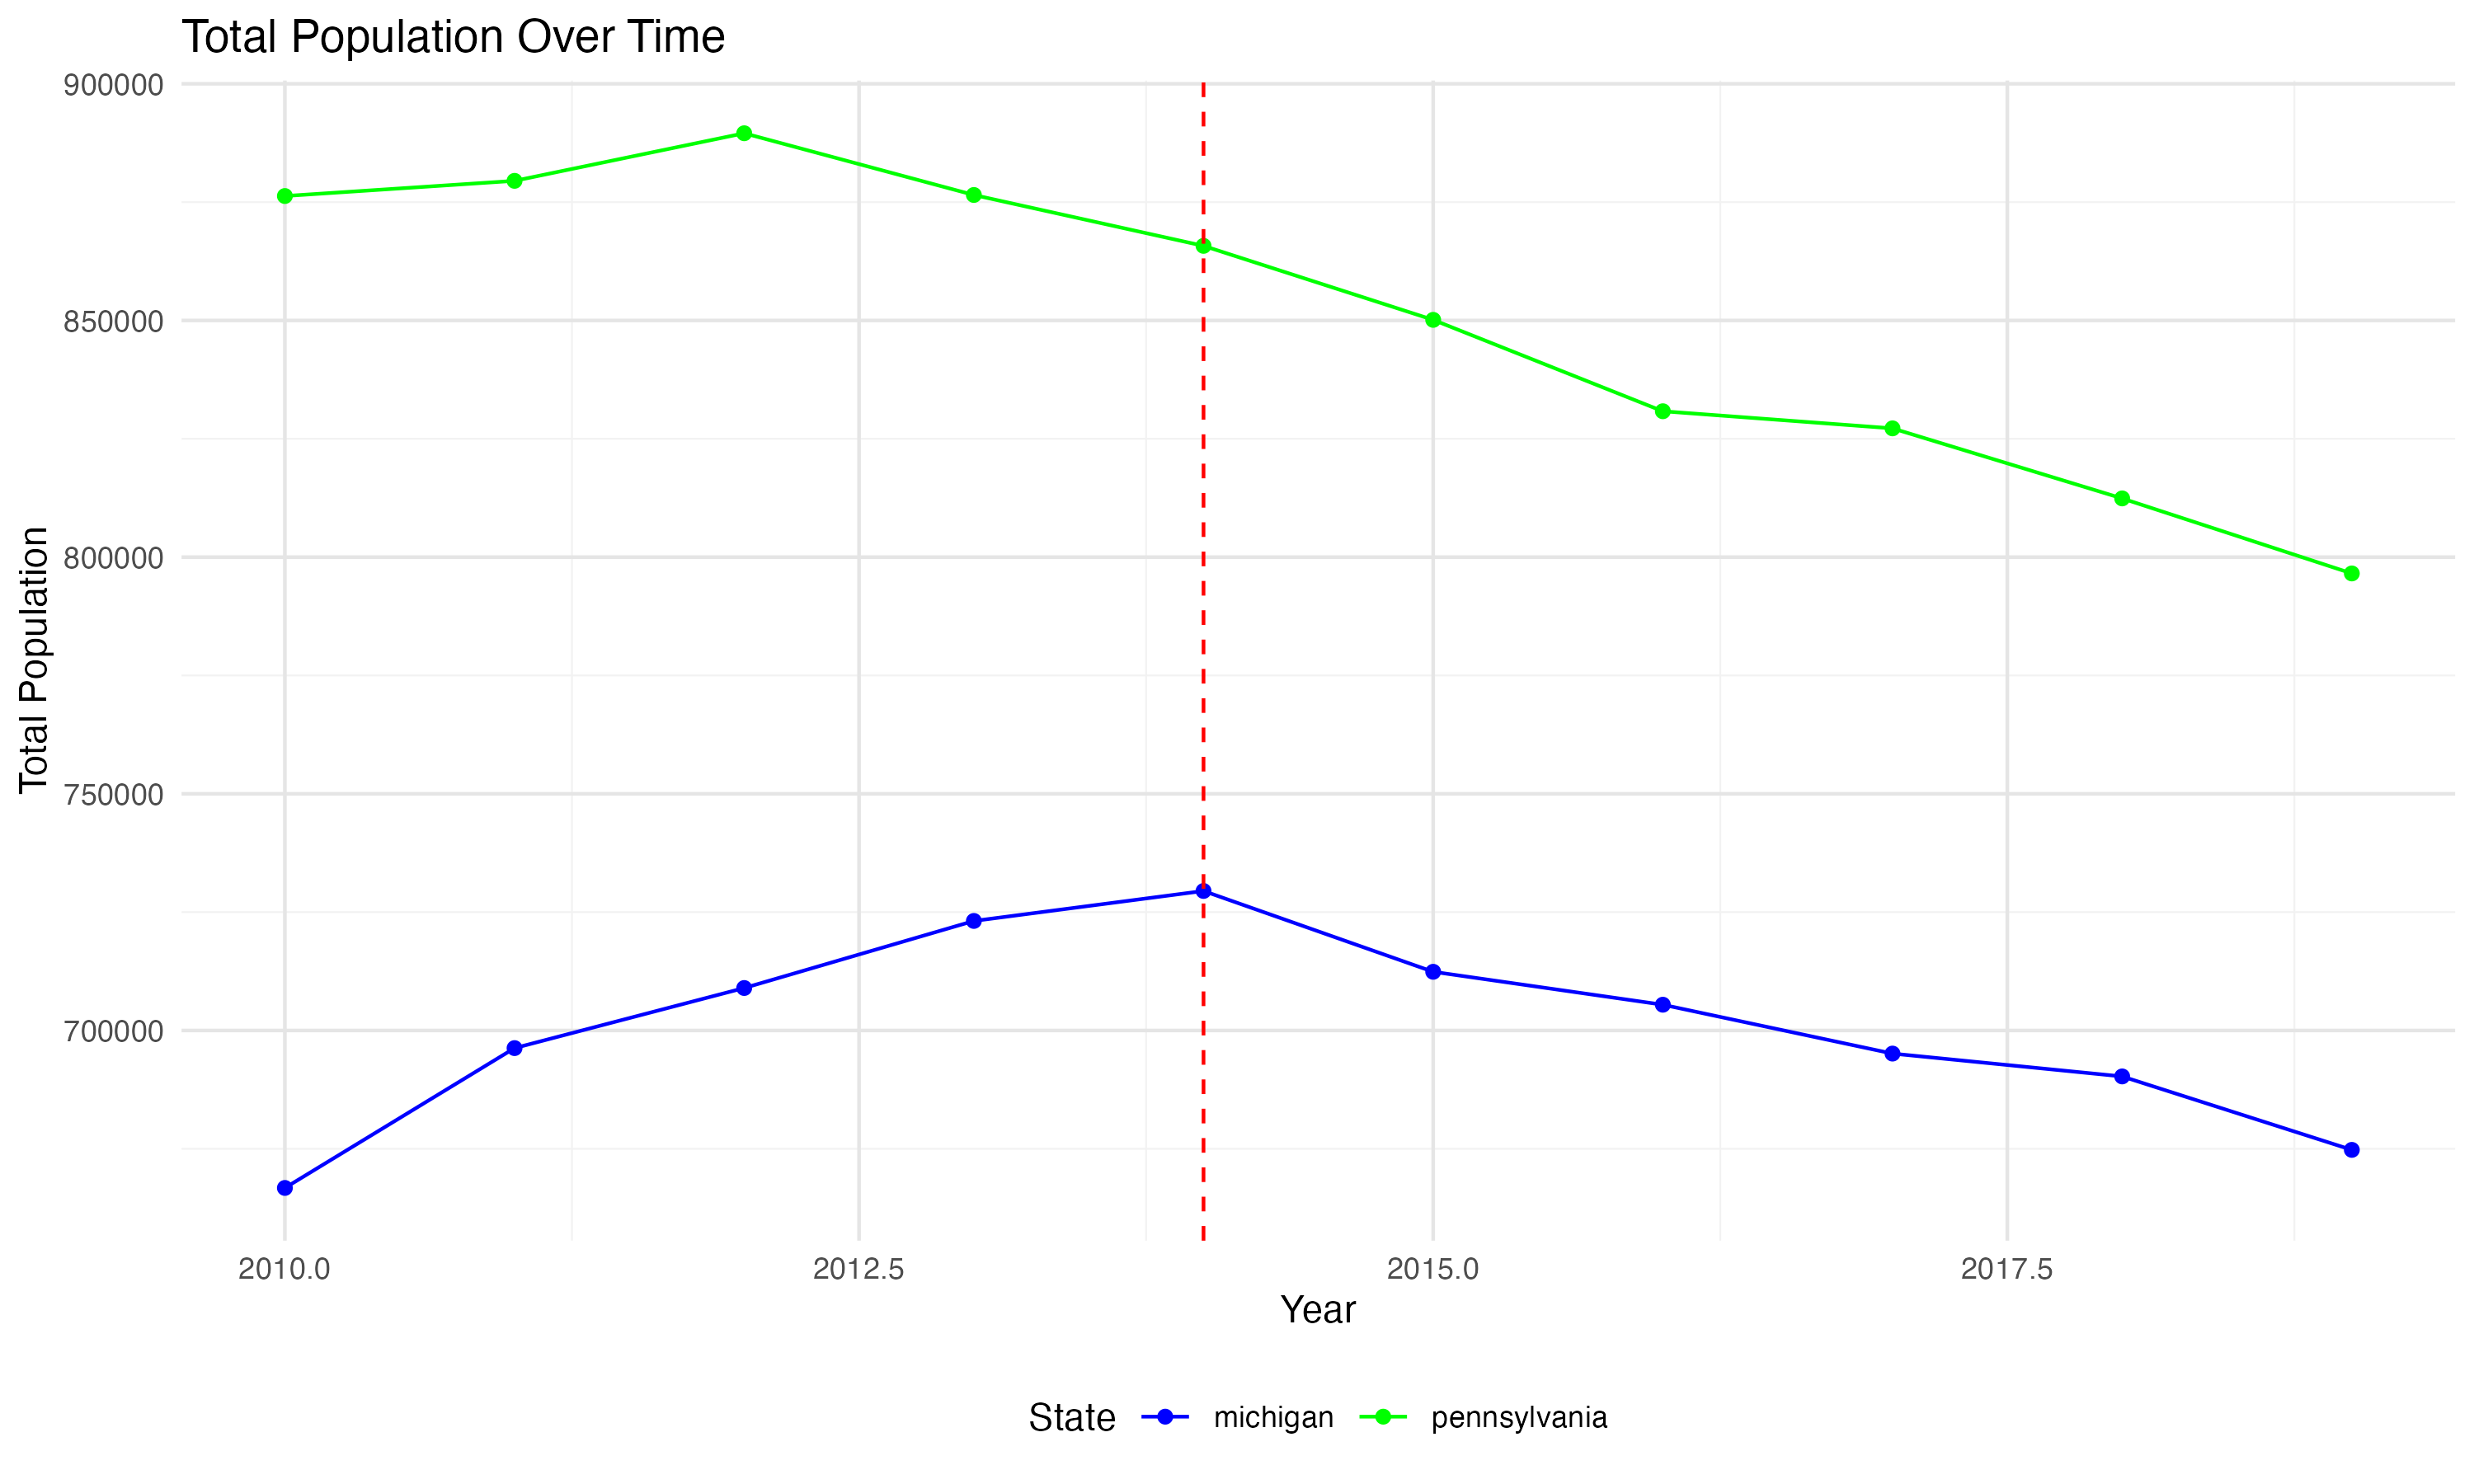 Total Population Over Time
900000
850000
800000
750000
700000
Total Population
2010.0 2012.5 2015.0 2017.5
Year
State michigan pennsylvania